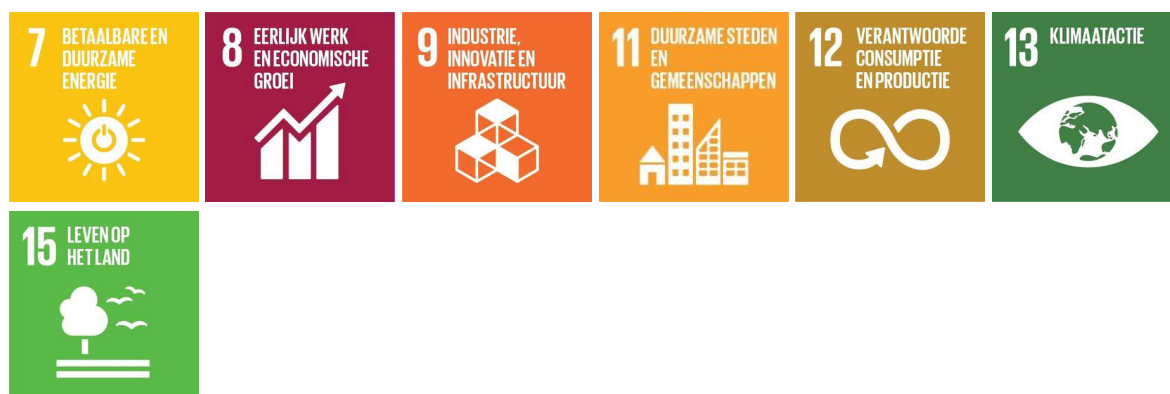 7 BETAALBARE EN
DUURZAME
ENERGIE
8 EERLIJK WERK
EN ECONOMISCHE
GROEI
9 INDUSTRIE,
INNOVATIE EN
INFRASTRUCTUUR
11 DUURZAME STEDEN
EN
GEMEENSCHAPPEN
12 VERANTWOORDE
CONSUMPTIE
EN PRODUCTIE
13 KLIMAATACTIE
15 LEVEN OP
HET LAND